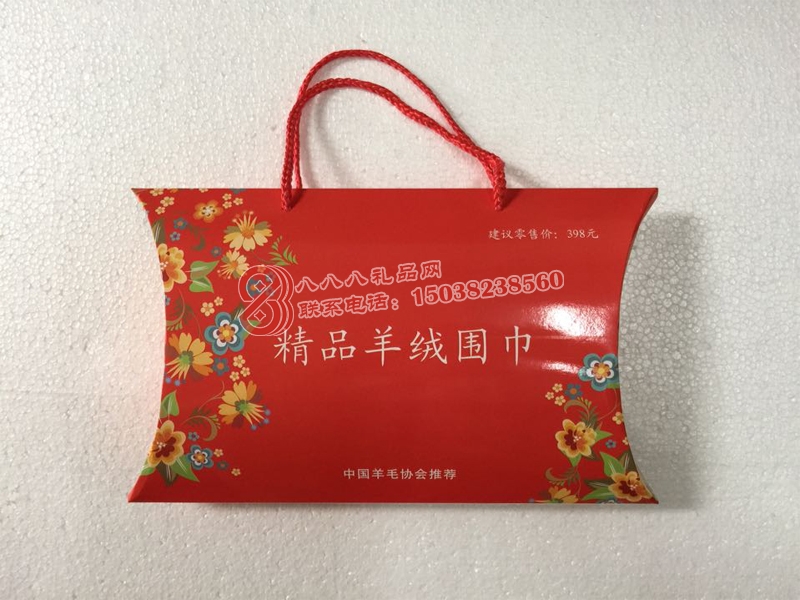 建议零售价：398元
八八八礼品网
联系电话：15038238560
精品羊绒围巾
中国羊毛协会推荐